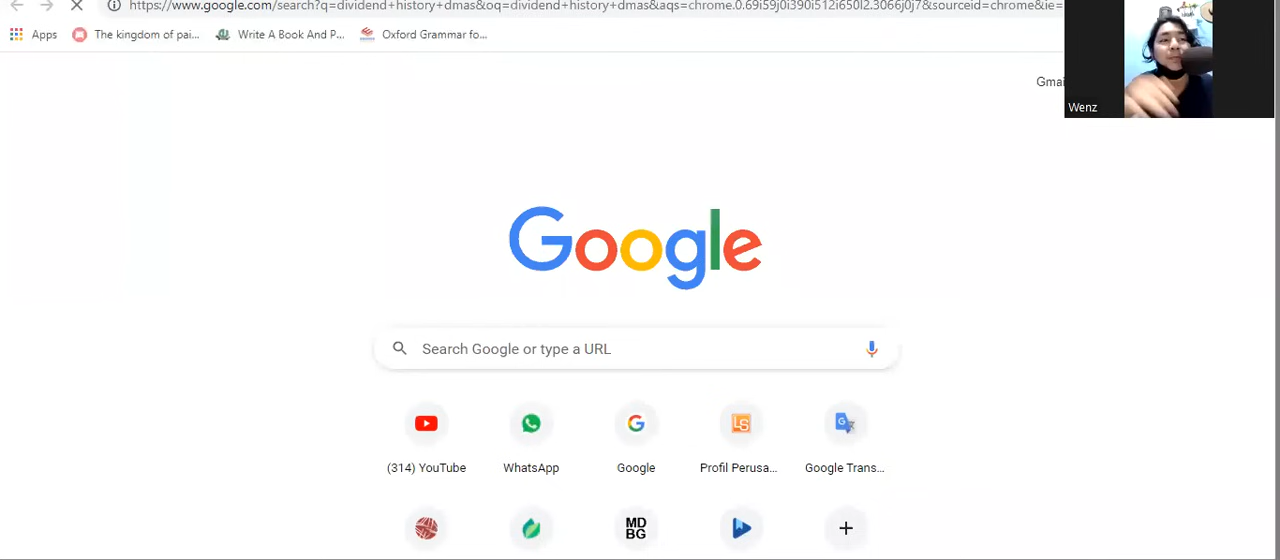 https://www.google.com/search?q=dividend+history+dmas&oq=dividend+history+dmas&aqs=chrome.0.69i59j0i390i512i650l2.3066j0j7&sourceid=chrome&ie=
Apps The kingdom of pai... Write A Book And P... Oxford Grammar fo...
Gmai
Wenz
Google
Search Google or type a URL
(314) YouTube WhatsApp Google Profil Perusa... Google Trans...
MD
BG